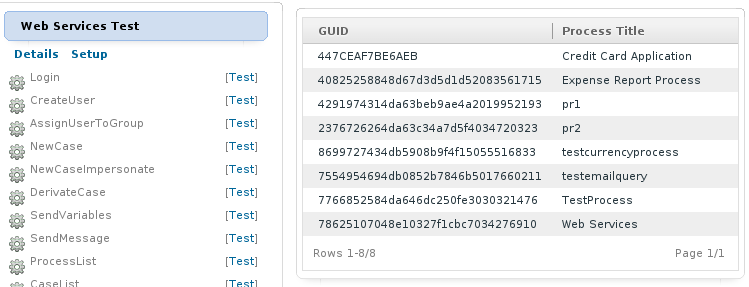 Web Services Test
Details Setup
Login [Test]
CreateUser [Test]
AssignUserToGroup [Test]
NewCase [Test]
NewCaseImpersonate [Test]
DerivateCase [Test]
SendVariables [Test]
SendMessage [Test]
ProcessList [Test]
CaseList [Test]
GUID Process Title
447CEAF7BE6AEB Credit Card Application
40825258848d67d3d5d1d52083561715 Expense Report Process
4291974314da63beb9ae4a2019952193 pr1
2376726264da63c34a7d5f4034720323 pr2
8699727434db5908b9f4f15055516833 testcurrencyprocess
7554954694db0852b7846b5017660211 testemailquery
7766852584da646dc250fe3030321476 TestProcess
78625107048e10327f1cbc7034276910 Web Services
Rows 1-8/8 Page 1/1